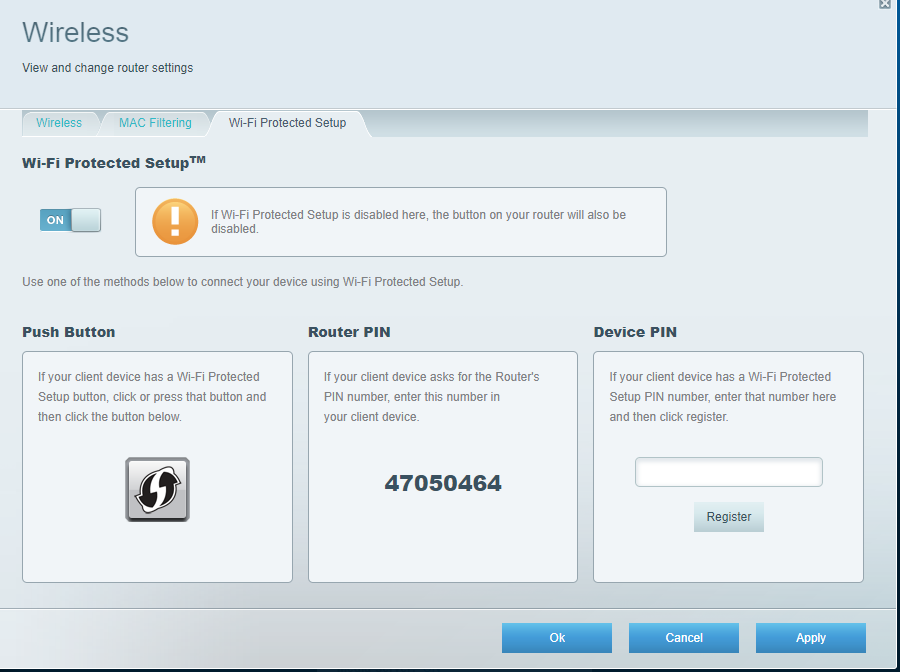 Wireless
View and change router settings
Wireless
MAC Filtering
Wi-Fi Protected Setup
Wi-Fi Protected Setup™
ON
If Wi-Fi Protected Setup is disabled here, the button on your router will also be
disabled.
Use one of the methods below to connect your device using Wi-Fi Protected Setup.
Push Button
If your client device has a Wi-Fi Protected
Setup button, click or press that button and
then click the button below.
Router PIN
If your client device asks for the Router's
PIN number, enter this number in
your client device.
47050464
Device PIN
If your client device has a Wi-Fi Protected
Setup PIN number, enter that number here
and then click register.
Register
Ok
Cancel
Apply